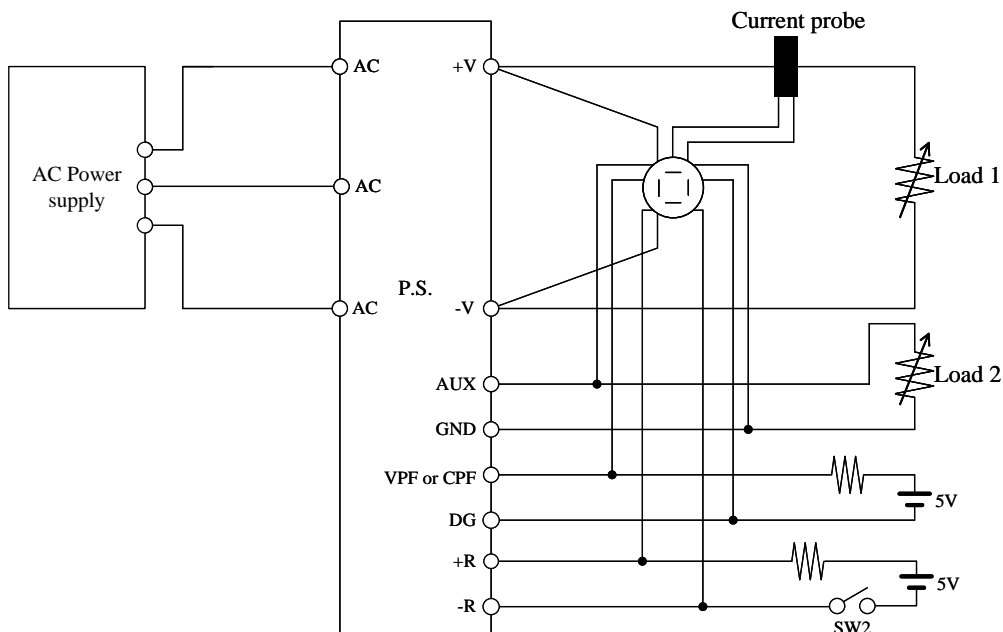 Current probe
AC
+V
AC Power
supply
AC
Load 1
P.S.
AC
-V
AUX
Load 2
GND
VPF or CPF
5V
DG
+R
5V
-R
SW2